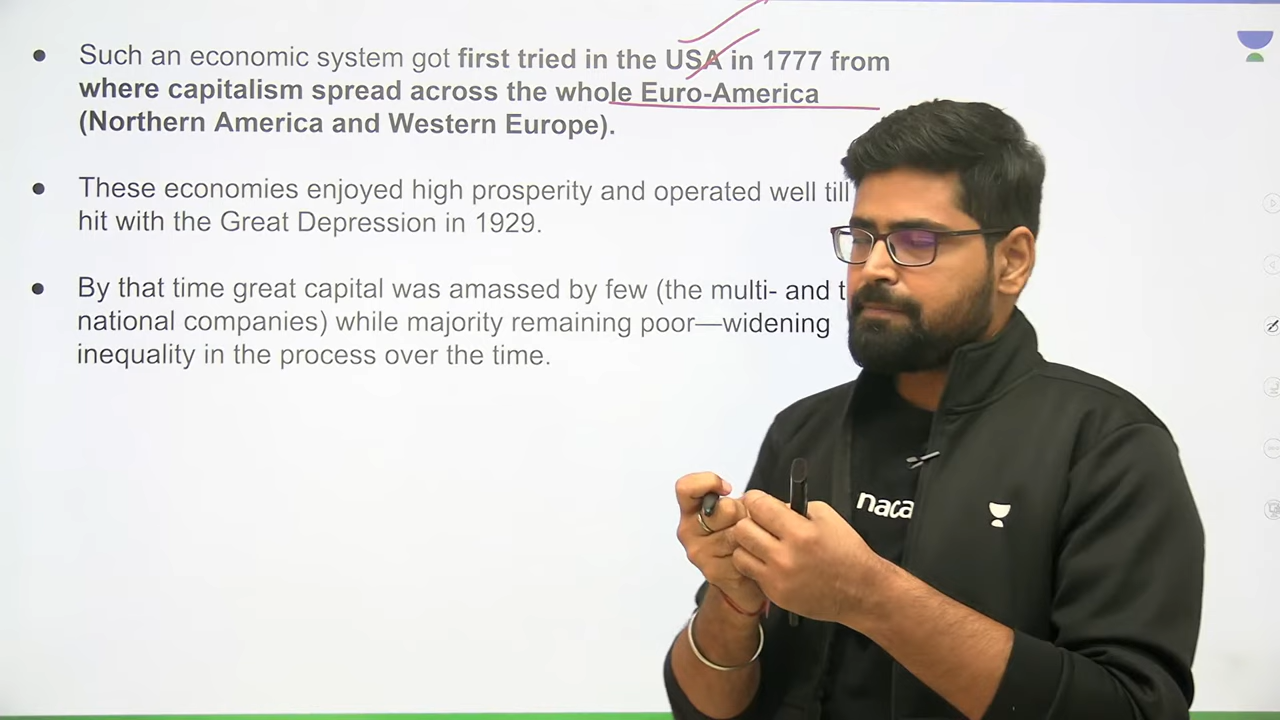 Such an economic system got first tried in the USA in 1777 from
where capitalism spread across the whole Euro-America
(Northern America and Western Europe).
These economies enjoyed high prosperity and operated well till
hit with the Great Depression in 1929.
By that time great capital was amassed by few (the multi- and t
national companies) while majority remaining poor—widening
inequality in the process over the time.
naca